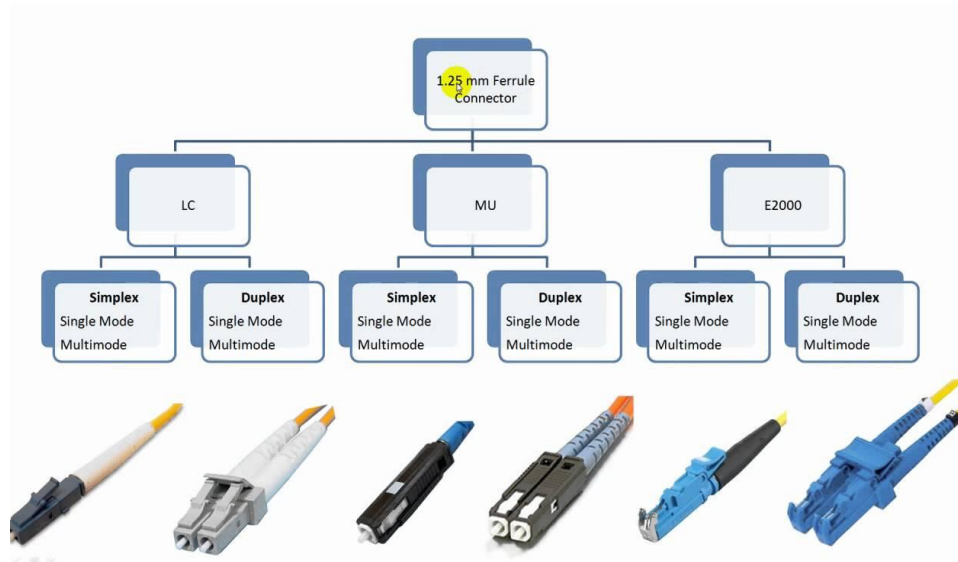 1.25 mm Ferrule
Connector
LC
MU
E2000
Simplex
Single Mode
Multimode
Duplex
Single Mode
Multimode
Simplex
Single Mode
Multimode
Duplex
Single Mode
Multimode
Simplex
Single Mode
Multimode
Duplex
Single Mode
Multimode